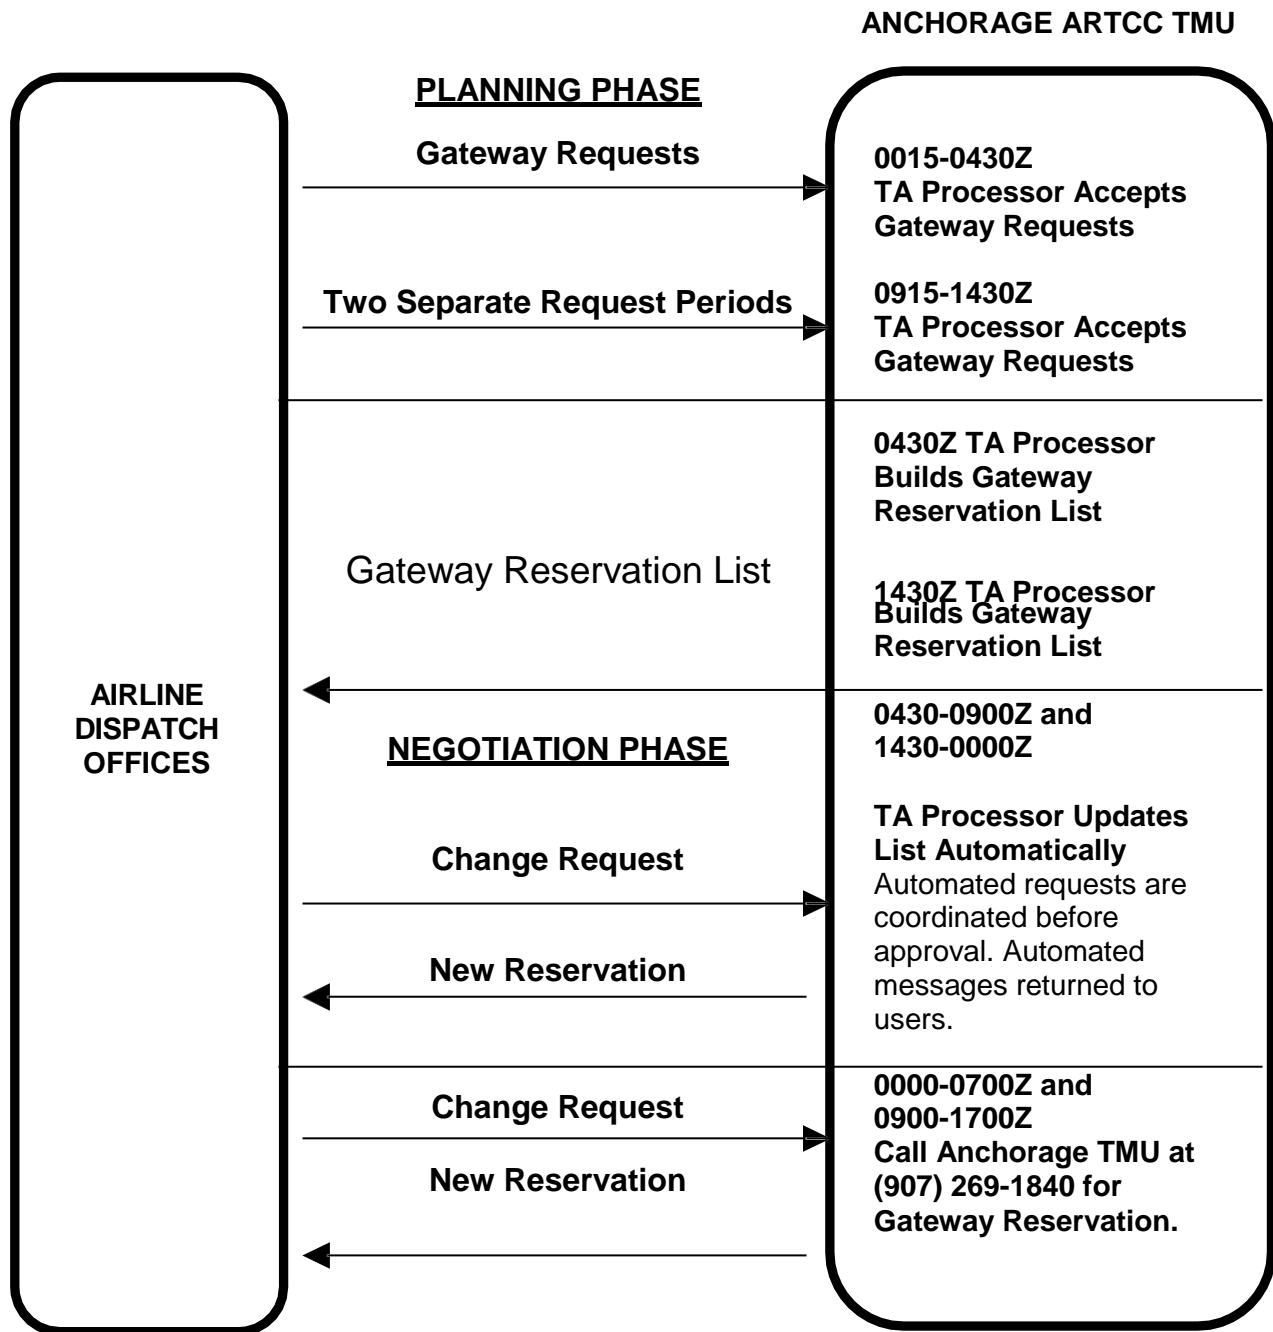 ANCHORAGE ARTCC TMU
PLANNING PHASE
Gateway Requests
0015-0430Z
TA Processor Accepts
Gateway Requests
Two Separate Request Periods
0915-1430Z
TA Processor Accepts
Gateway Requests
0430Z TA Processor
Builds Gateway
Reservation List
Gateway Reservation List
1430Z TA Processor
Builds Gateway
Reservation List
AIRLINE
DISPATCH
OFFICES
NEGOTIATION PHASE
0430-0900Z and
1430-0000Z
TA Processor Updates
List Automatically
Automated requests are
coordinated before
approval. Automated
messages returned to
users.
Change Request
New Reservation
Change Request
New Reservation
0000-0700Z and
0900-1700Z
Call Anchorage TMU at
(907) 269-1840 for
Gateway Reservation.